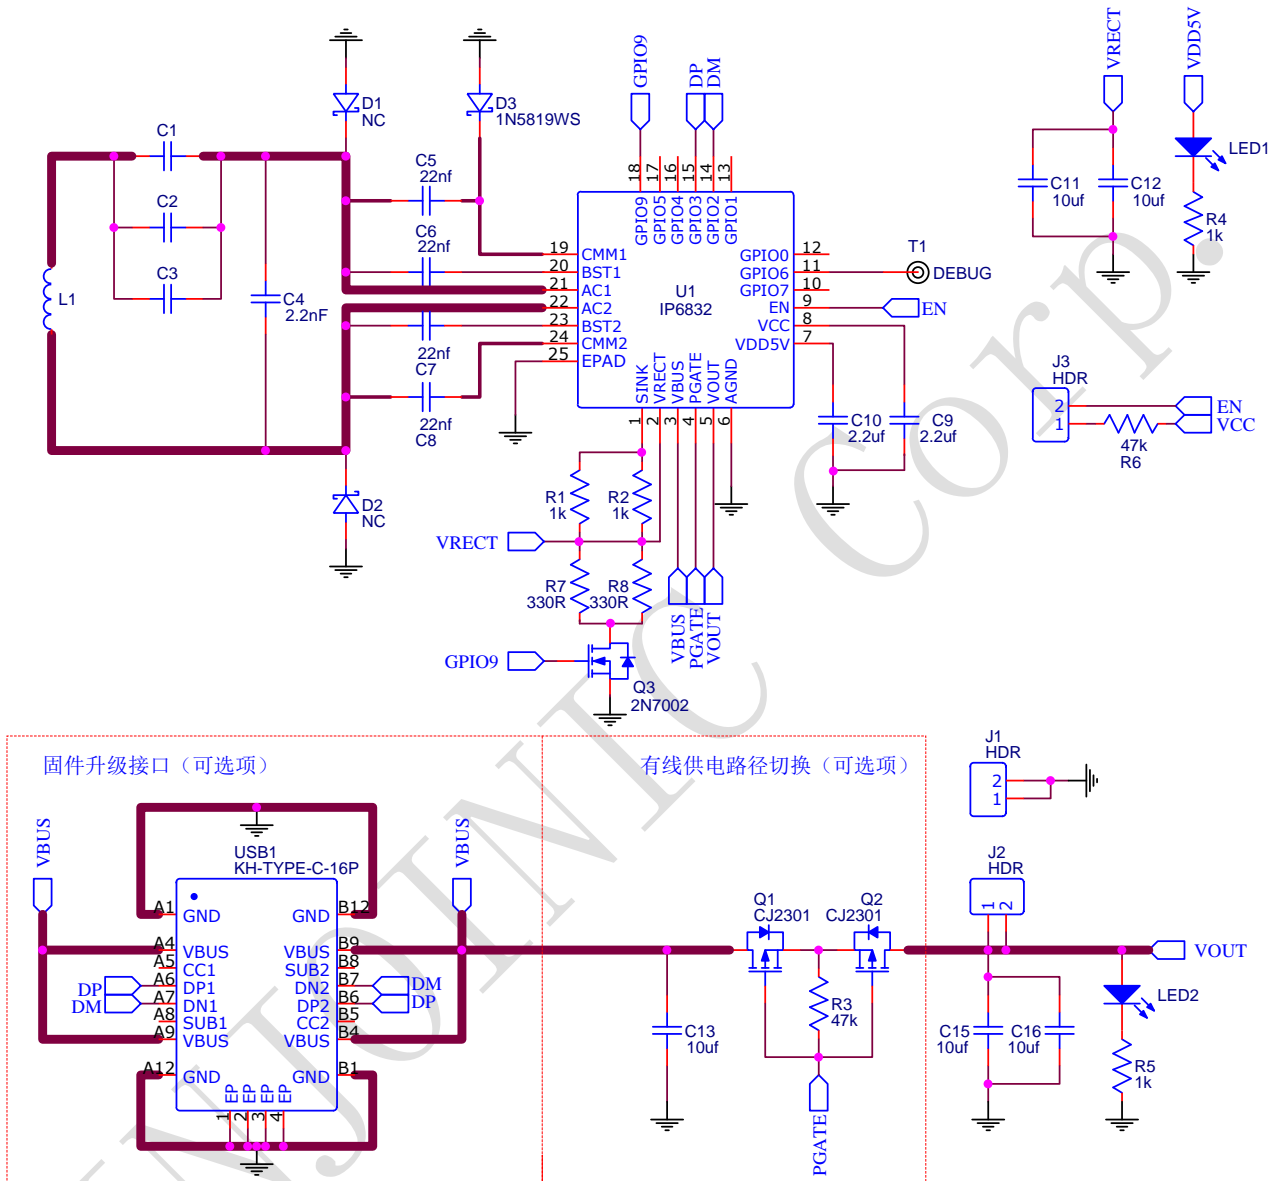 GPIO9
DP
DM
VRECT
VDD5V
D1
NC
D3
1N5819WS
C1
C2
C3
L1
C4
2.2nF
C5
22nf
C6
22nf
22nf
C7
22nf
C8
18
17
16
15
14
13
GPIO9
GPIO5
GPIO4
GPIO3
GPIO2
GPIO1
19 CMM1
20 BST1
21 AC1
22 AC2
23 BST2
24 CMM2
25 EPAD
U1
IP6832
GPIO0 12
GPIO6 11
GPIO7 10
EN 9
VCC 8
VDD5V 7
SINK
VRECT
VBUS
PGATE
VOUT
AGND
1
2
3
4
5
6
T1
DEBUG
EN
C10
2.2uf
C9
2.2uf
C11
10uf
C12
10uf
LED1
R4
1k
J3
HDR
2
1
EN
VCC
47k
R6
D2
NC
R1
1k
R2
1k
VRECT
R7
330R
R8
330R
GPIO9
Q3
2N7002
VBUS
PGATE
VOUT
固件升级接口（可选项）
有线供电路径切换（可选项）
J1
HDR
2
1
VBUS
USB1
KH-TYPE-C-16P
VBUS
A1 GND
A4 VBUS
A5 CC1
A6 DP1
A7 DN1
A8 SUB1
A9 VBUS
A12 GND
GND B12
VBUS B9
SUB2 B8
DN2 B7
DP2 B6
CC2 B5
VBUS B4
GND B1
DP
DM
DM
DP
EP
EP
EP
EP
1
2
3
4
C13
10uf
Q1
CJ2301
Q2
CJ2301
R3
47k
PGATE
J2
HDR
1
2
VOUT
C15
10uf
C16
10uf
LED2
R5
1k
INJOINIC Corp.